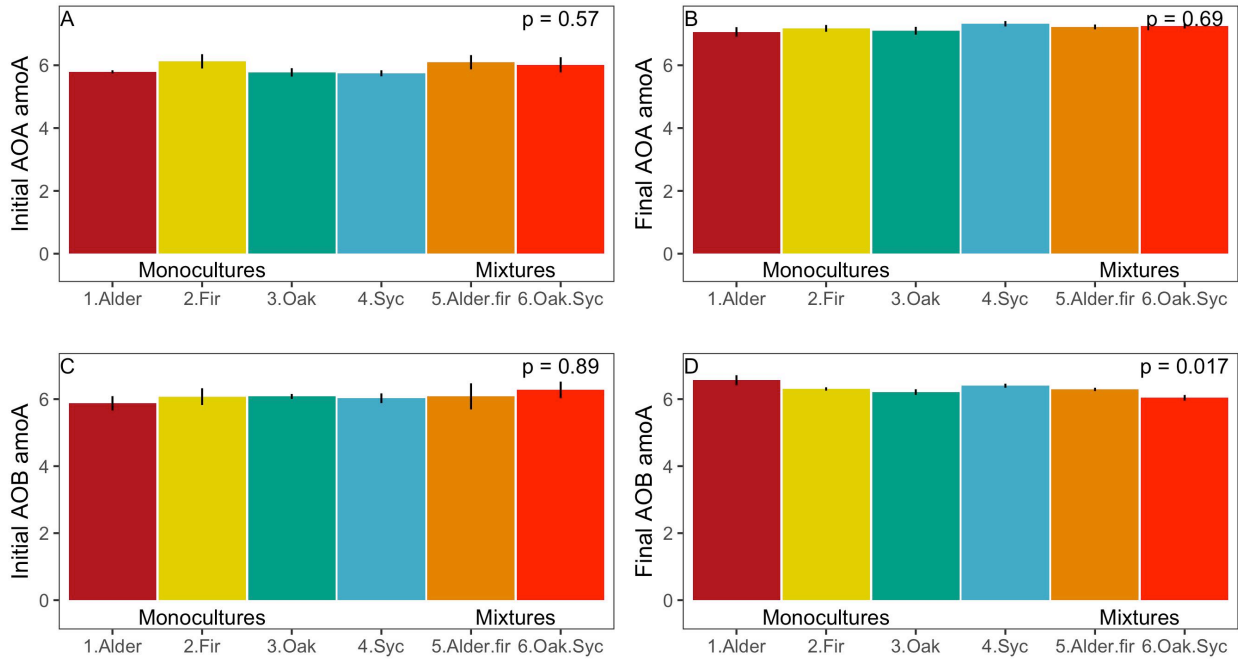 A
p = 0.57
Initial AOA amoA
6
4
2
0
Monocultures
Mixtures
1.Alder 2.Fir 3.Oak 4.Syc 5.Alder.fir 6.Oak.Syc
B
p = 0.69
Final AOA amoA
6
4
2
0
Monocultures
Mixtures
1.Alder 2.Fir 3.Oak 4.Syc 5.Alder.fir 6.Oak.Syc
C
p = 0.89
Initial AOB amoA
6
4
2
0
Monocultures
Mixtures
1.Alder 2.Fir 3.Oak 4.Syc 5.Alder.fir 6.Oak.Syc
D
p = 0.017
Final AOB amoA
6
4
2
0
Monocultures
Mixtures
1.Alder 2.Fir 3.Oak 4.Syc 5.Alder.fir 6.Oak.Syc